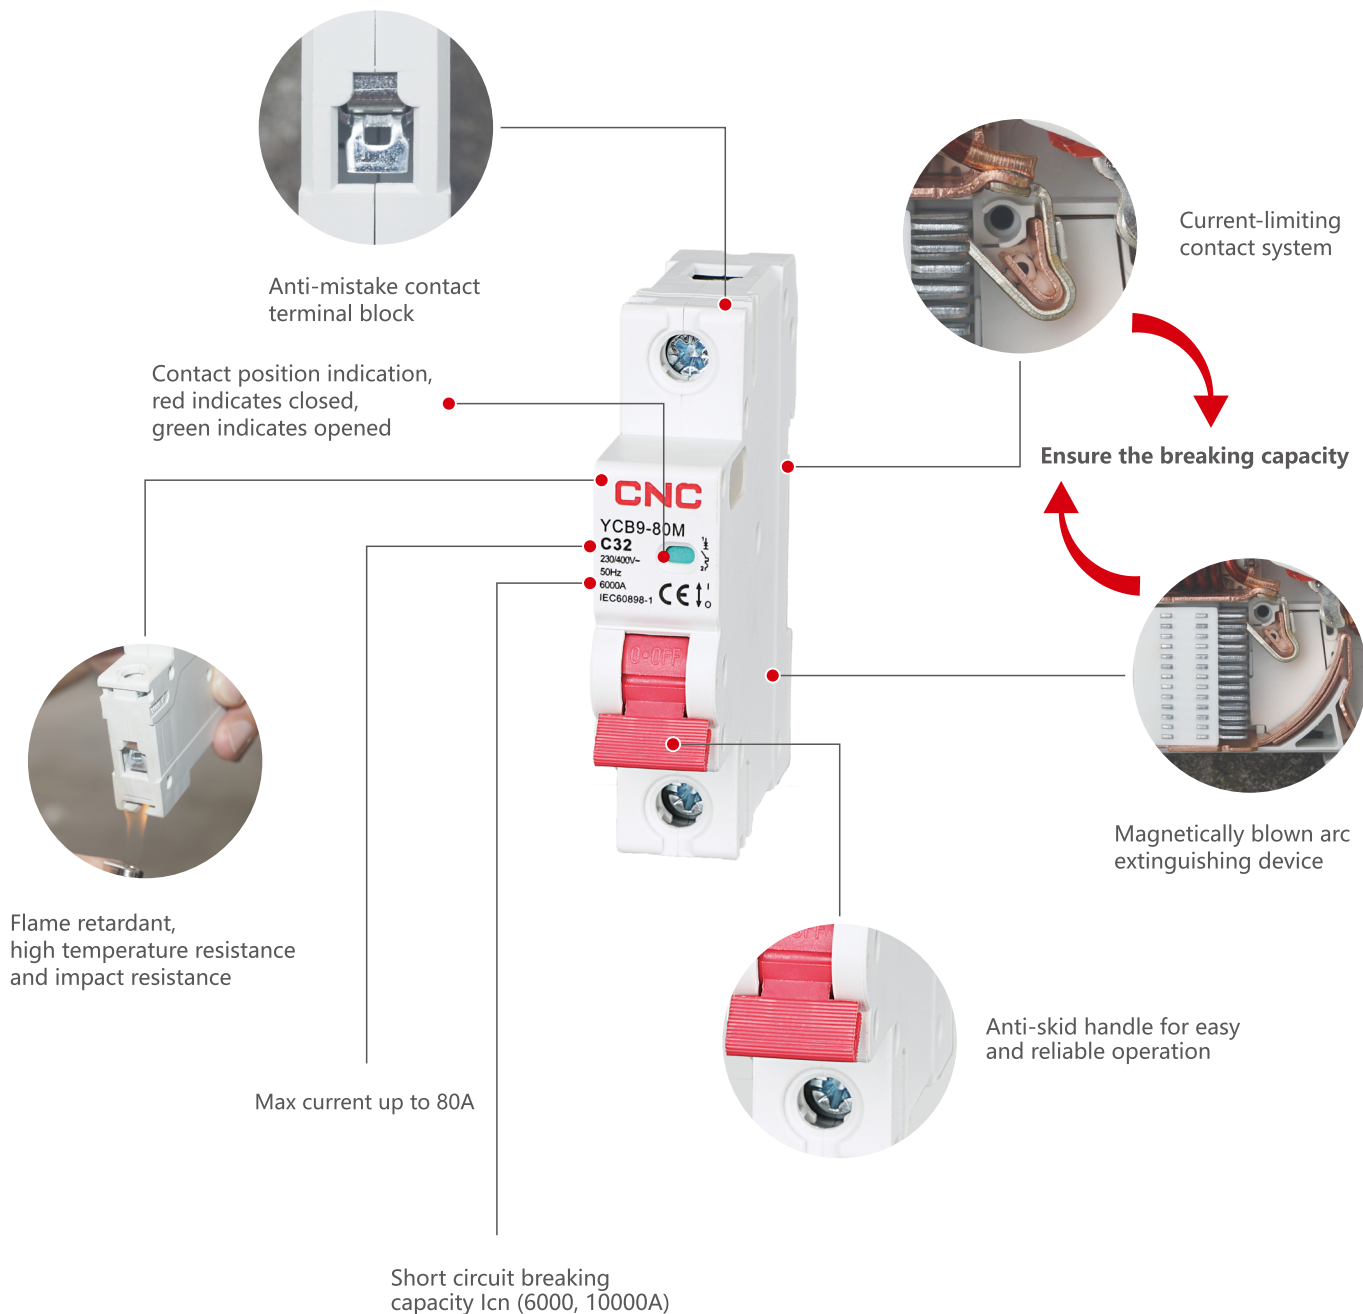 Anti-mistake contact
terminal block
Current-limiting
contact system
Contact position indication,
red indicates closed,
green indicates opened
Ensure the breaking capacity
CNC
YCB9-80M
C32
230/400V~
50Hz
6000A
IEC60898-1
CE
I
O
1
2
O•OFF
Magnetically blown arc
extinguishing device
Flame retardant,
high temperature resistance
and impact resistance
Anti-skid handle for easy
and reliable operation
Max current up to 80A
Short circuit breaking
capacity Icn (6000, 10000A)